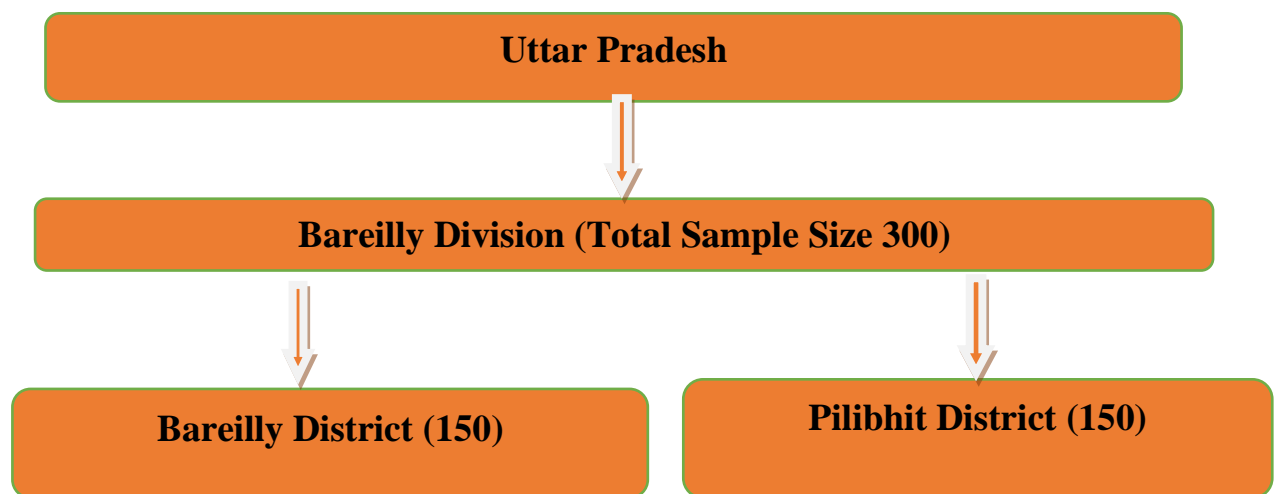 Uttar Pradesh
Bareilly Division (Total Sample Size 300)
Bareilly District (150)
Pilibhit District (150)